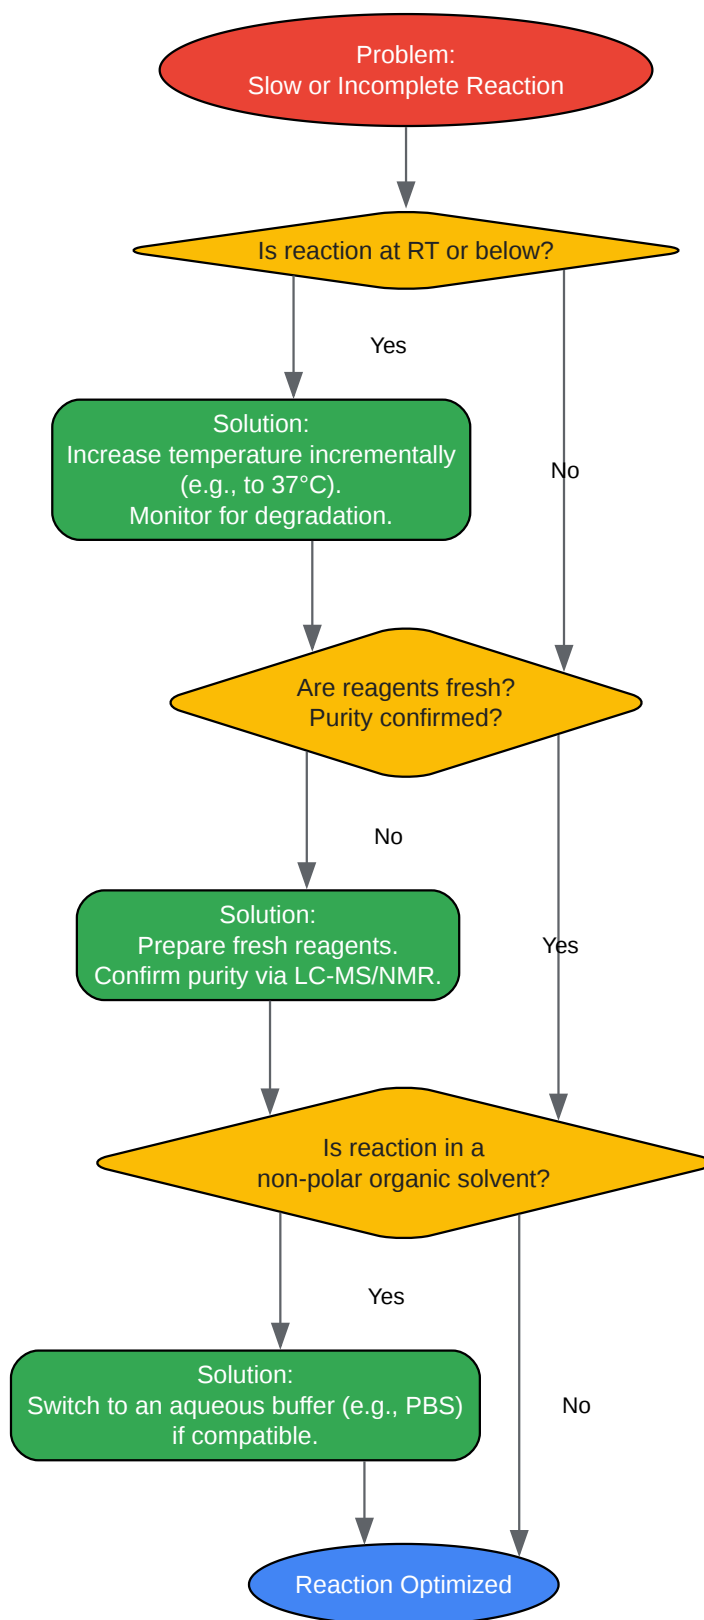 Problem:
Slow or Incomplete Reaction
Is reaction at RT or below?
Yes
Solution:
Increase temperature incrementally
(e.g., to 37°C).
Monitor for degradation.
No
Are reagents fresh?
Purity confirmed?
No
Solution:
Prepare fresh reagents.
Confirm purity via LC-MS/NMR.
Yes
Is reaction in a
non-polar organic solvent?
Yes
Solution:
Switch to an aqueous buffer (e.g., PBS)
if compatible.
No
Reaction Optimized